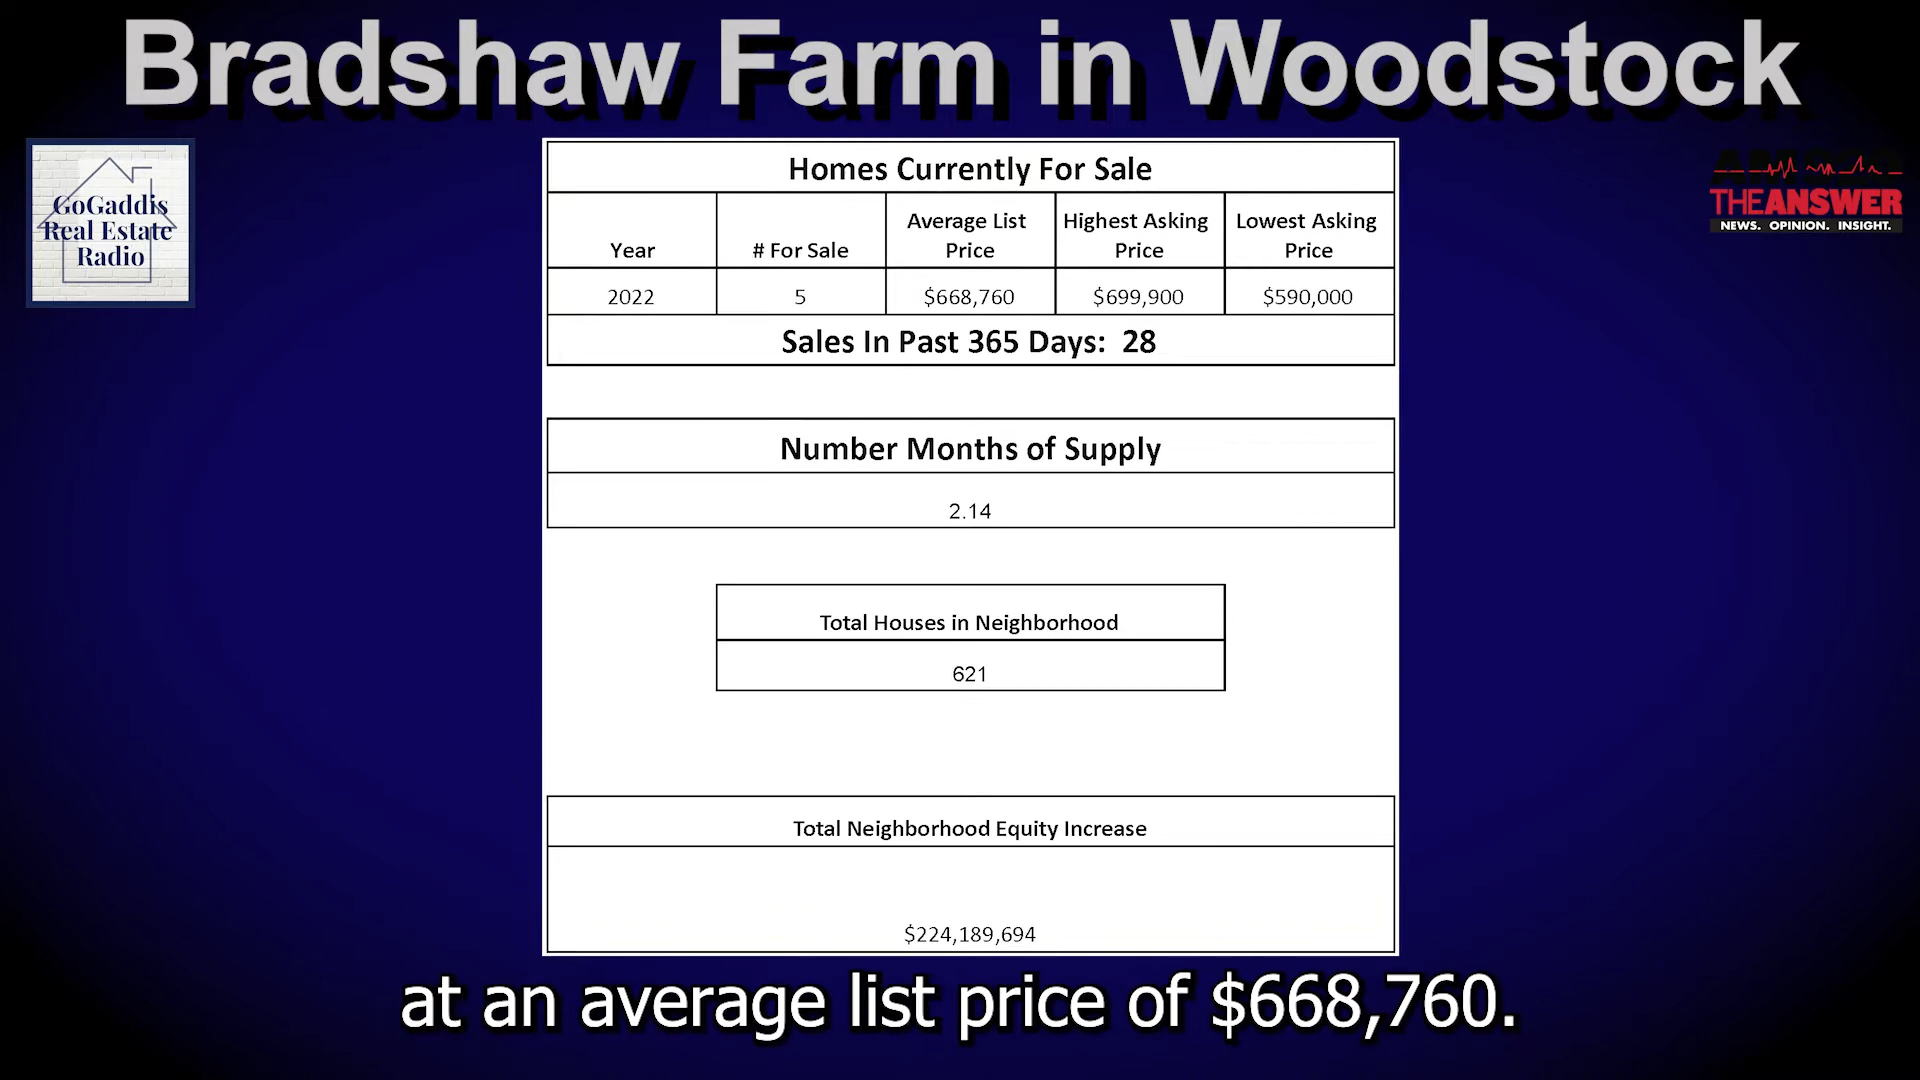 Bradshaw Farm in Woodstock
GoGaddis
Real Estate
Radio
THEANSWER
NEWS. OPINION. INSIGHT.
Homes Currently For Sale
Year
# For Sale
Average List
Price
Highest Asking
Price
Lowest Asking
Price
2022
5
$668,760
$699,900
$590,000
Sales In Past 365 Days: 28
Number Months of Supply
2.14
Total Houses in Neighborhood
621
Total Neighborhood Equity Increase
$224,189,694
at an average list price of $668,760.